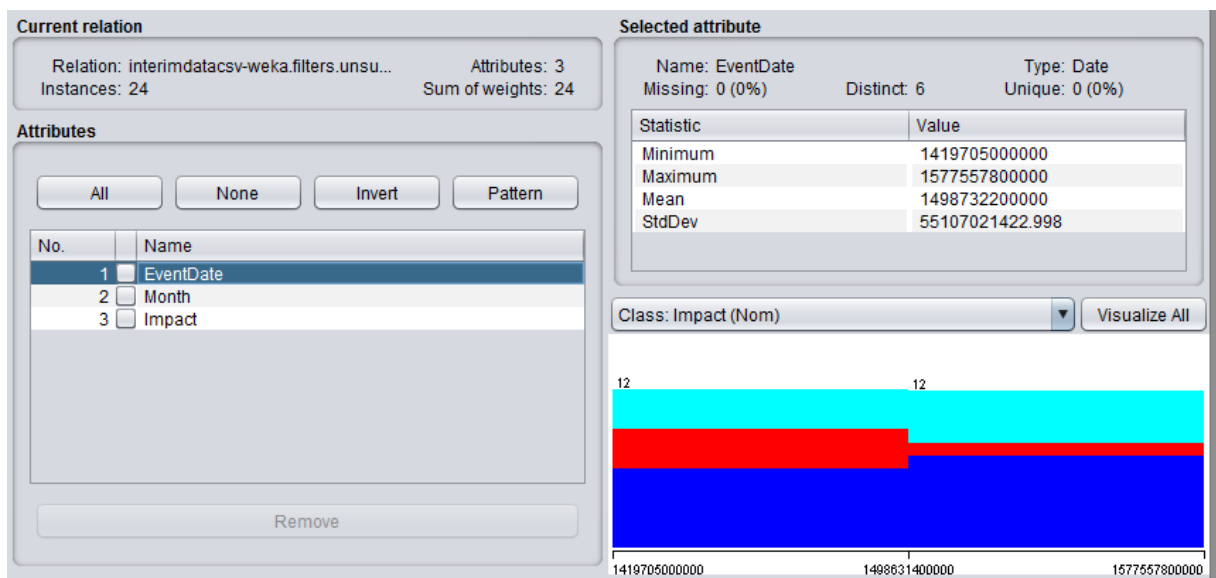 Current relation
Relation: interimdatacsv-weka.filters.unsu... Attributes: 3
Instances: 24 Sum of weights: 24
Attributes
All None Invert Pattern
No. Name
1 EventDate
2 Month
3 Impact
Remove
Selected attribute
Name: EventDate Type: Date
Missing: 0 (0%) Distinct: 6 Unique: 0 (0%)
Statistic Value
Minimum 1419705000000
Maximum 1577557800000
Mean 1498732200000
StdDev 55107021422.998
Class: Impact (Nom) Visualize All
12 12
1419705000000 1498631400000 1577557800000